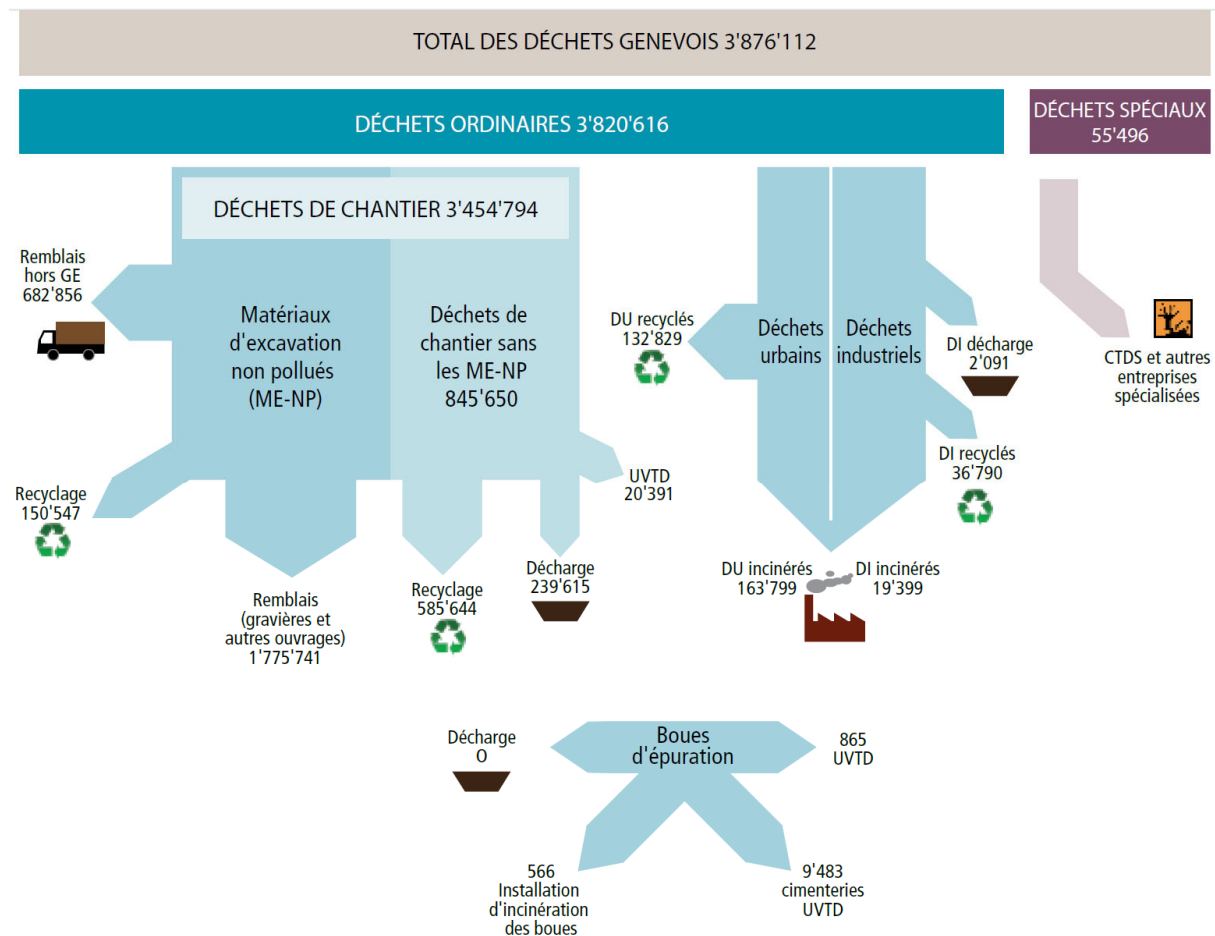 TOTAL DES DÉCHETS GENEVOIS 3'876'112
DÉCHETS ORDINAIRES 3'820'616
DÉCHETS SPÉCIAUX
55'496
DÉCHETS DE CHANTIER 3'454'794
Remblais
hors GE
682'856
Matériaux
d'excavation
non pollués
(ME-NP)
Déchets de
chantier sans
les ME-NP
845'650
Recyclage
150'547
Remblais
(gravières et
autres ouvrages)
1'775'741
Recyclage
585'644
Décharge
239'615
UVTD
20'391
DU recyclés
132'829
Déchets
urbains
Déchets
industriels
DI décharge
2'091
DI recyclés
36'790
DU incinérés
163'799
DI incinérés
19'399
CTDS et autres
entreprises
spécialisées
Boues
d'épuration
Décharge
O
865
UVTD
566
Installation
d'incinération
des boues
9'483
cimenteries
UVTD